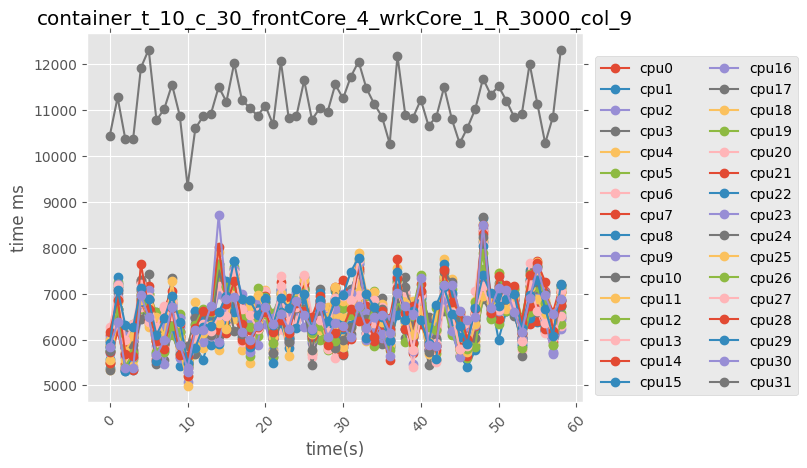 container_t_10_c_30_frontCore_4_wrkCore_1_R_3000_col_9
12000
11000
10000
9000
8000
7000
6000
5000
time ms
0
10
20
30
40
50
60
time(s)
cpu0
cpu1
cpu2
cpu3
cpu4
cpu5
cpu6
cpu7
cpu8
cpu9
cpu10
cpu11
cpu12
cpu13
cpu14
cpu15
cpu16
cpu17
cpu18
cpu19
cpu20
cpu21
cpu22
cpu23
cpu24
cpu25
cpu26
cpu27
cpu28
cpu29
cpu30
cpu31